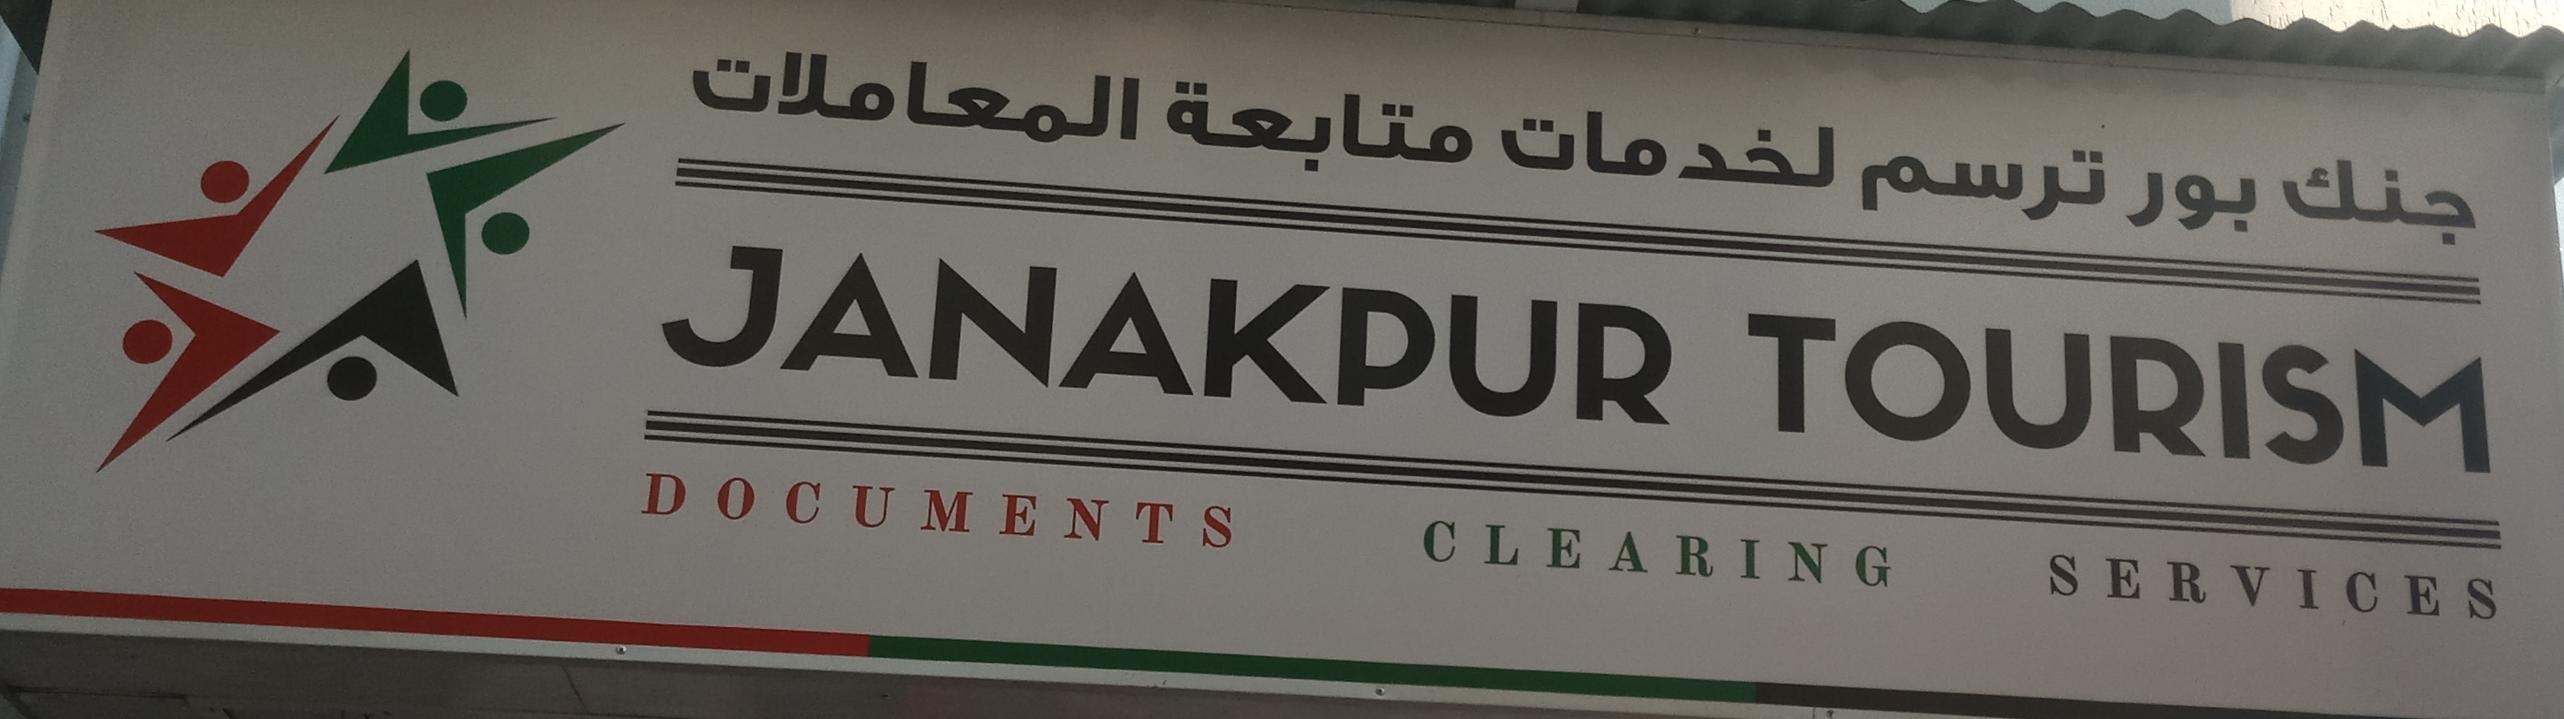 جنك بور ترسم لخدمات متابعة المعاملات
JANAKPUR TOURISM
DOCUMENTS CLEARING SERVICES